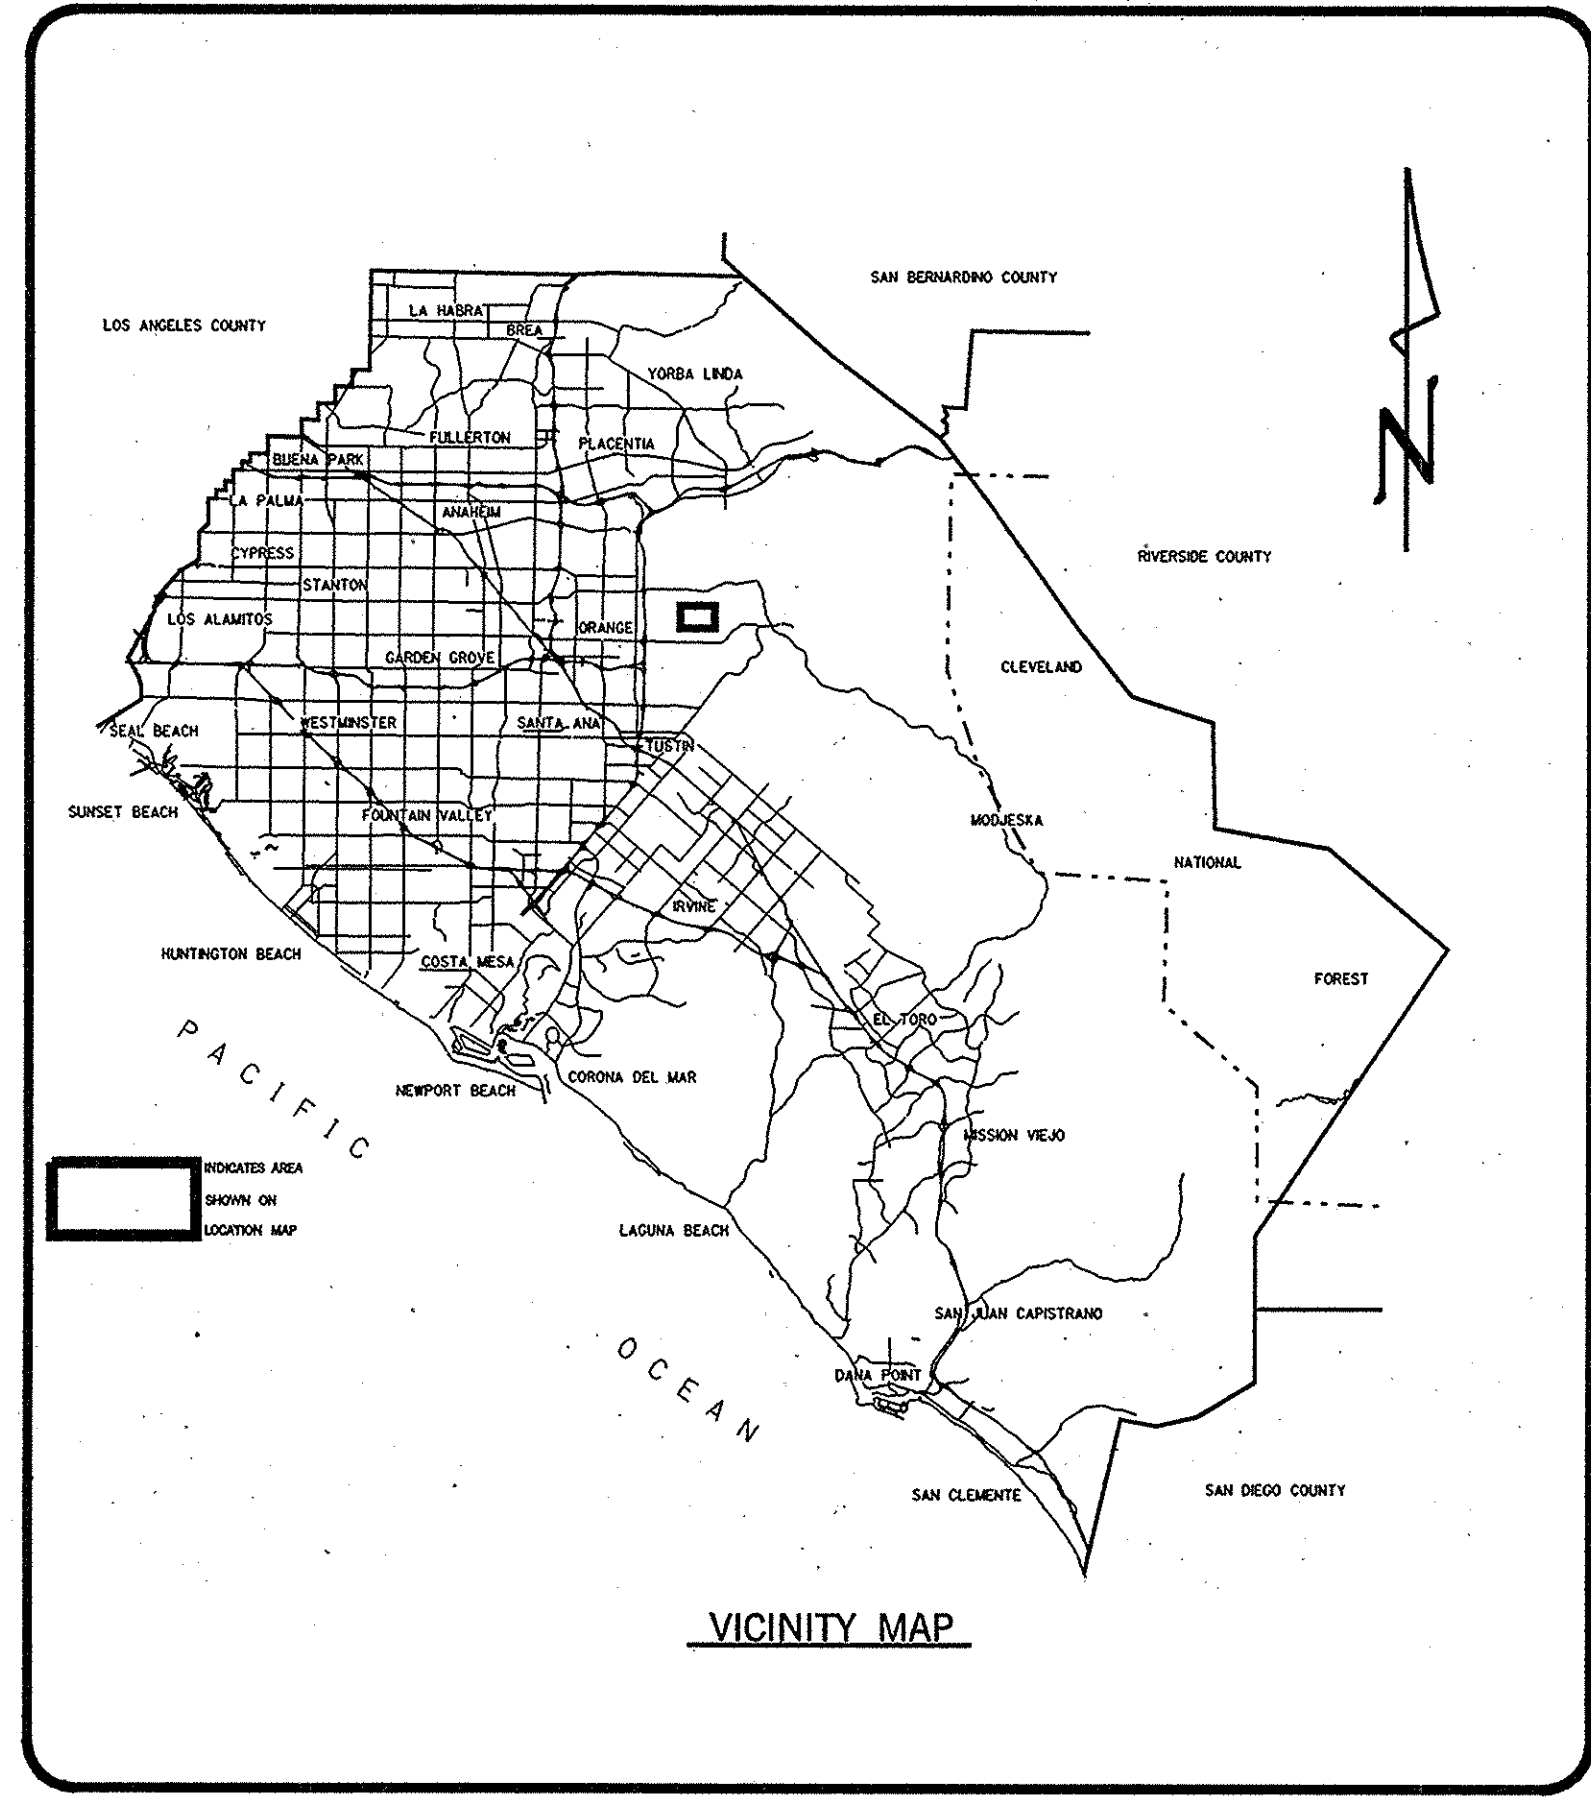 SAN BERNARDINO COUNTY
LOS ANGELES COUNTY
LA HABRA
BREA
YORBA LINDA
FULLERTON
PLACENTIA
BUENA PARK
LA PALMA
ANAHEIM
N
CYPRESS
RIVERSIDE COUNTY
STANTON
LOS ALAMITOS
ORANGE
GARDEN GROVE
CLEVELAND
SEAL BEACH
WESTMINSTER
SANTA ANA
TUSTIN
SUNSET BEACH
FOUNTAIN VALLEY
MODJESKA
NATIONAL
IRVINE
HUNTINGTON BEACH
COSTA MESA
FOREST
EL TORO
PACIFIC
NEWPORT BEACH
CORONA DEL MAR
MISSION VIEJO
INDICATES AREA
SHOWN ON
LOCATION MAP
LAGUNA BEACH
SAN JUAN CAPISTRANO
OCEAN
DANA POINT
SAN CLEMENTE
SAN DIEGO COUNTY
VICINITY MAP